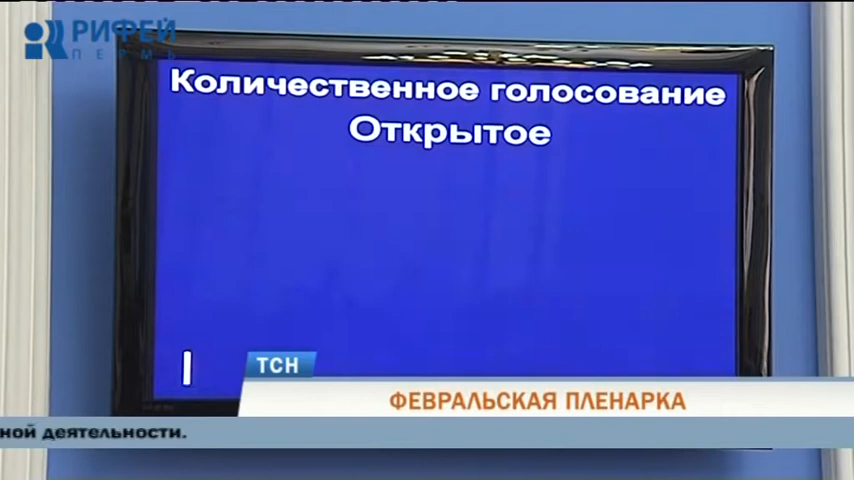 РИФЕЙ
ПЕРМЬ
Количественное голосование
Открытое
ТСН
ФЕВРАЛЬСКАЯ ПЛЕНАРКА
ной деятельности.